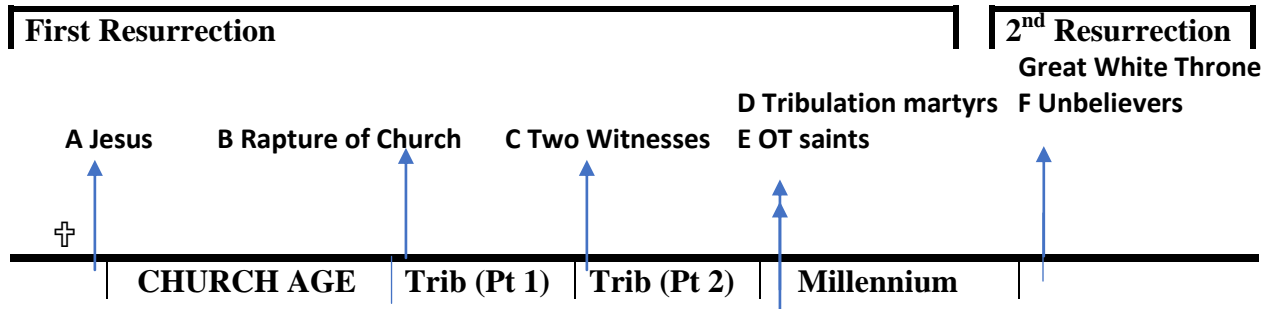 First Resurrection 2nd Resurrection
Great White Throne
D Tribulation martyrs F Unbelievers
A Jesus B Rapture of Church C Two Witnesses E OT saints
CHURCH AGE Trib (Pt 1) Trib (Pt 2) Millennium